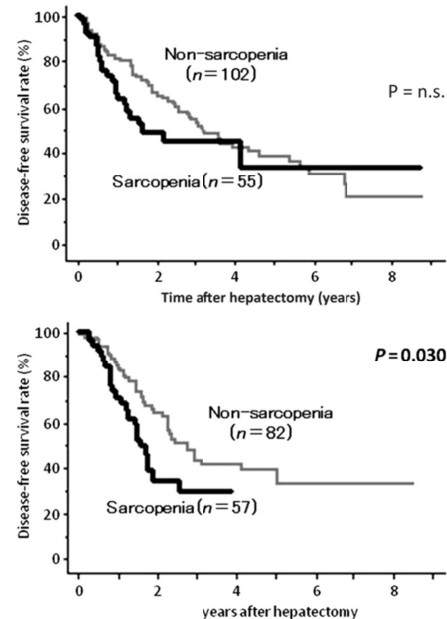 Disease-free survival rate (%)
100
80
60
40
20
0
Non-sarcopenia
(n=102)
P = n.s.
Sarcopenia(n=55)
0 2 4 6 8
Time after hepatectomy (years)
Disease-free survival rate (%)
100
80
60
40
20
0
P=0.030
Non-sarcopenia
(n=82)
Sarcopenia(n=57)
0 2 4 6 8
years after hepatectomy